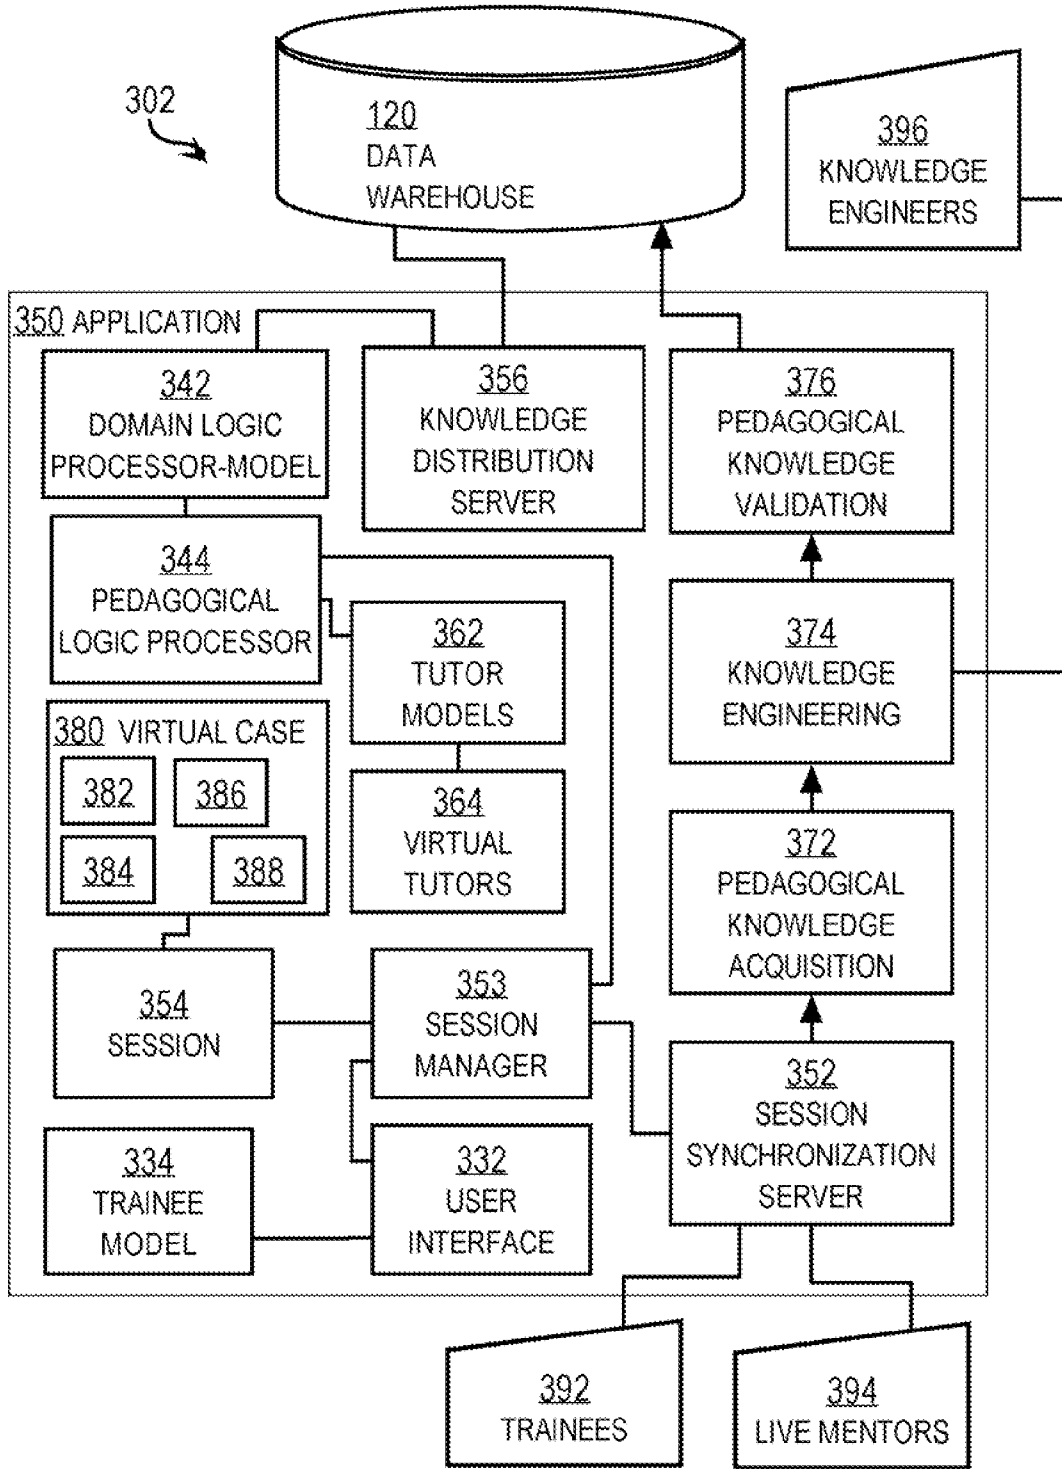 302
120
DATA
WAREHOUSE
396
KNOWLEDGE
ENGINEERS
350 APPLICATION
342
DOMAIN LOGIC
PROCESSOR-MODEL
356
KNOWLEDGE
DISTRIBUTION
SERVER
376
PEDAGOGICAL
KNOWLEDGE
VALIDATION
344
PEDAGOGICAL
LOGIC PROCESSOR
362
TUTOR
MODELS
374
KNOWLEDGE
ENGINEERING
380 VIRTUAL CASE
382
386
384
388
364
VIRTUAL
TUTORS
372
PEDAGOGICAL
KNOWLEDGE
ACQUISITION
354
SESSION
353
SESSION
MANAGER
352
SESSION
SYNCHRONIZATION
SERVER
334
TRAINEE
MODEL
332
USER
INTERFACE
392
TRAINEES
394
LIVE MENTORS